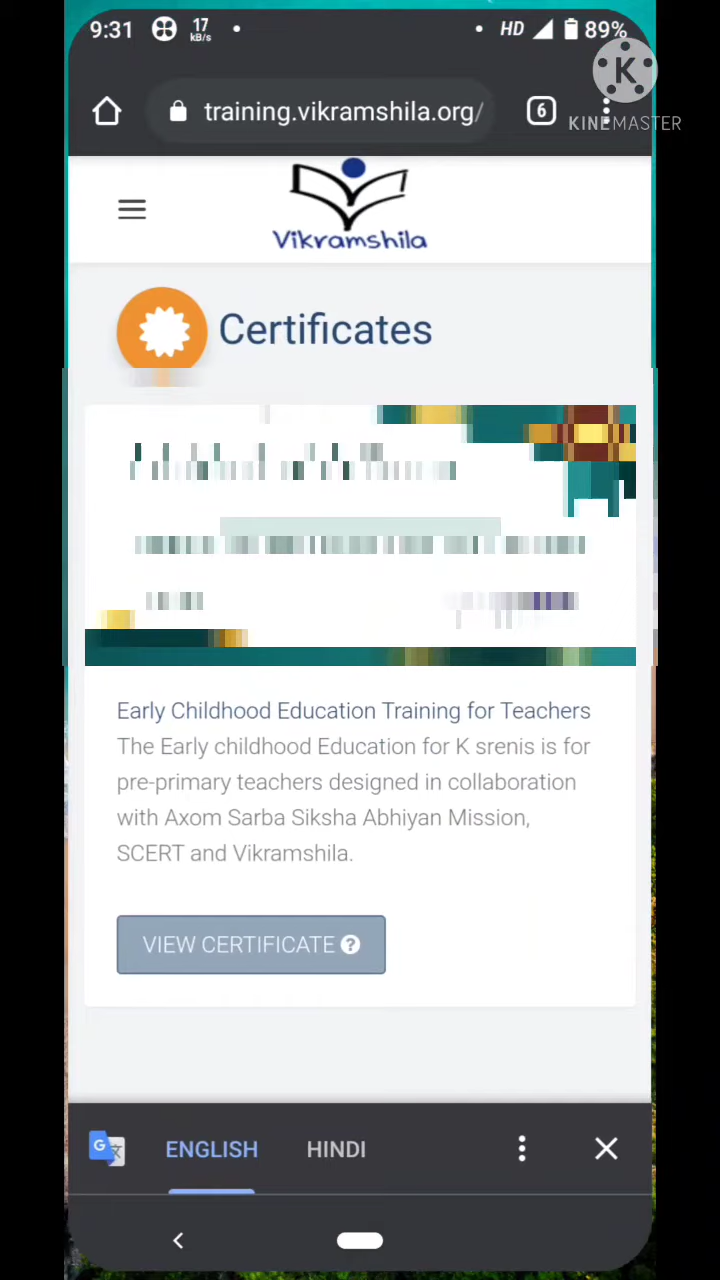 9:31 17 HD 89%
kB/s
training.vikramshila.org/ 6
K
KINEMASTER
Vikramshila
Certificates
Early Childhood Education Training for Teachers
The Early childhood Education for K srenis is for
pre-primary teachers designed in collaboration
with Axom Sarba Siksha Abhiyan Mission,
SCERT and Vikramshila.
VIEW CERTIFICATE ?
G ENGLISH HINDI